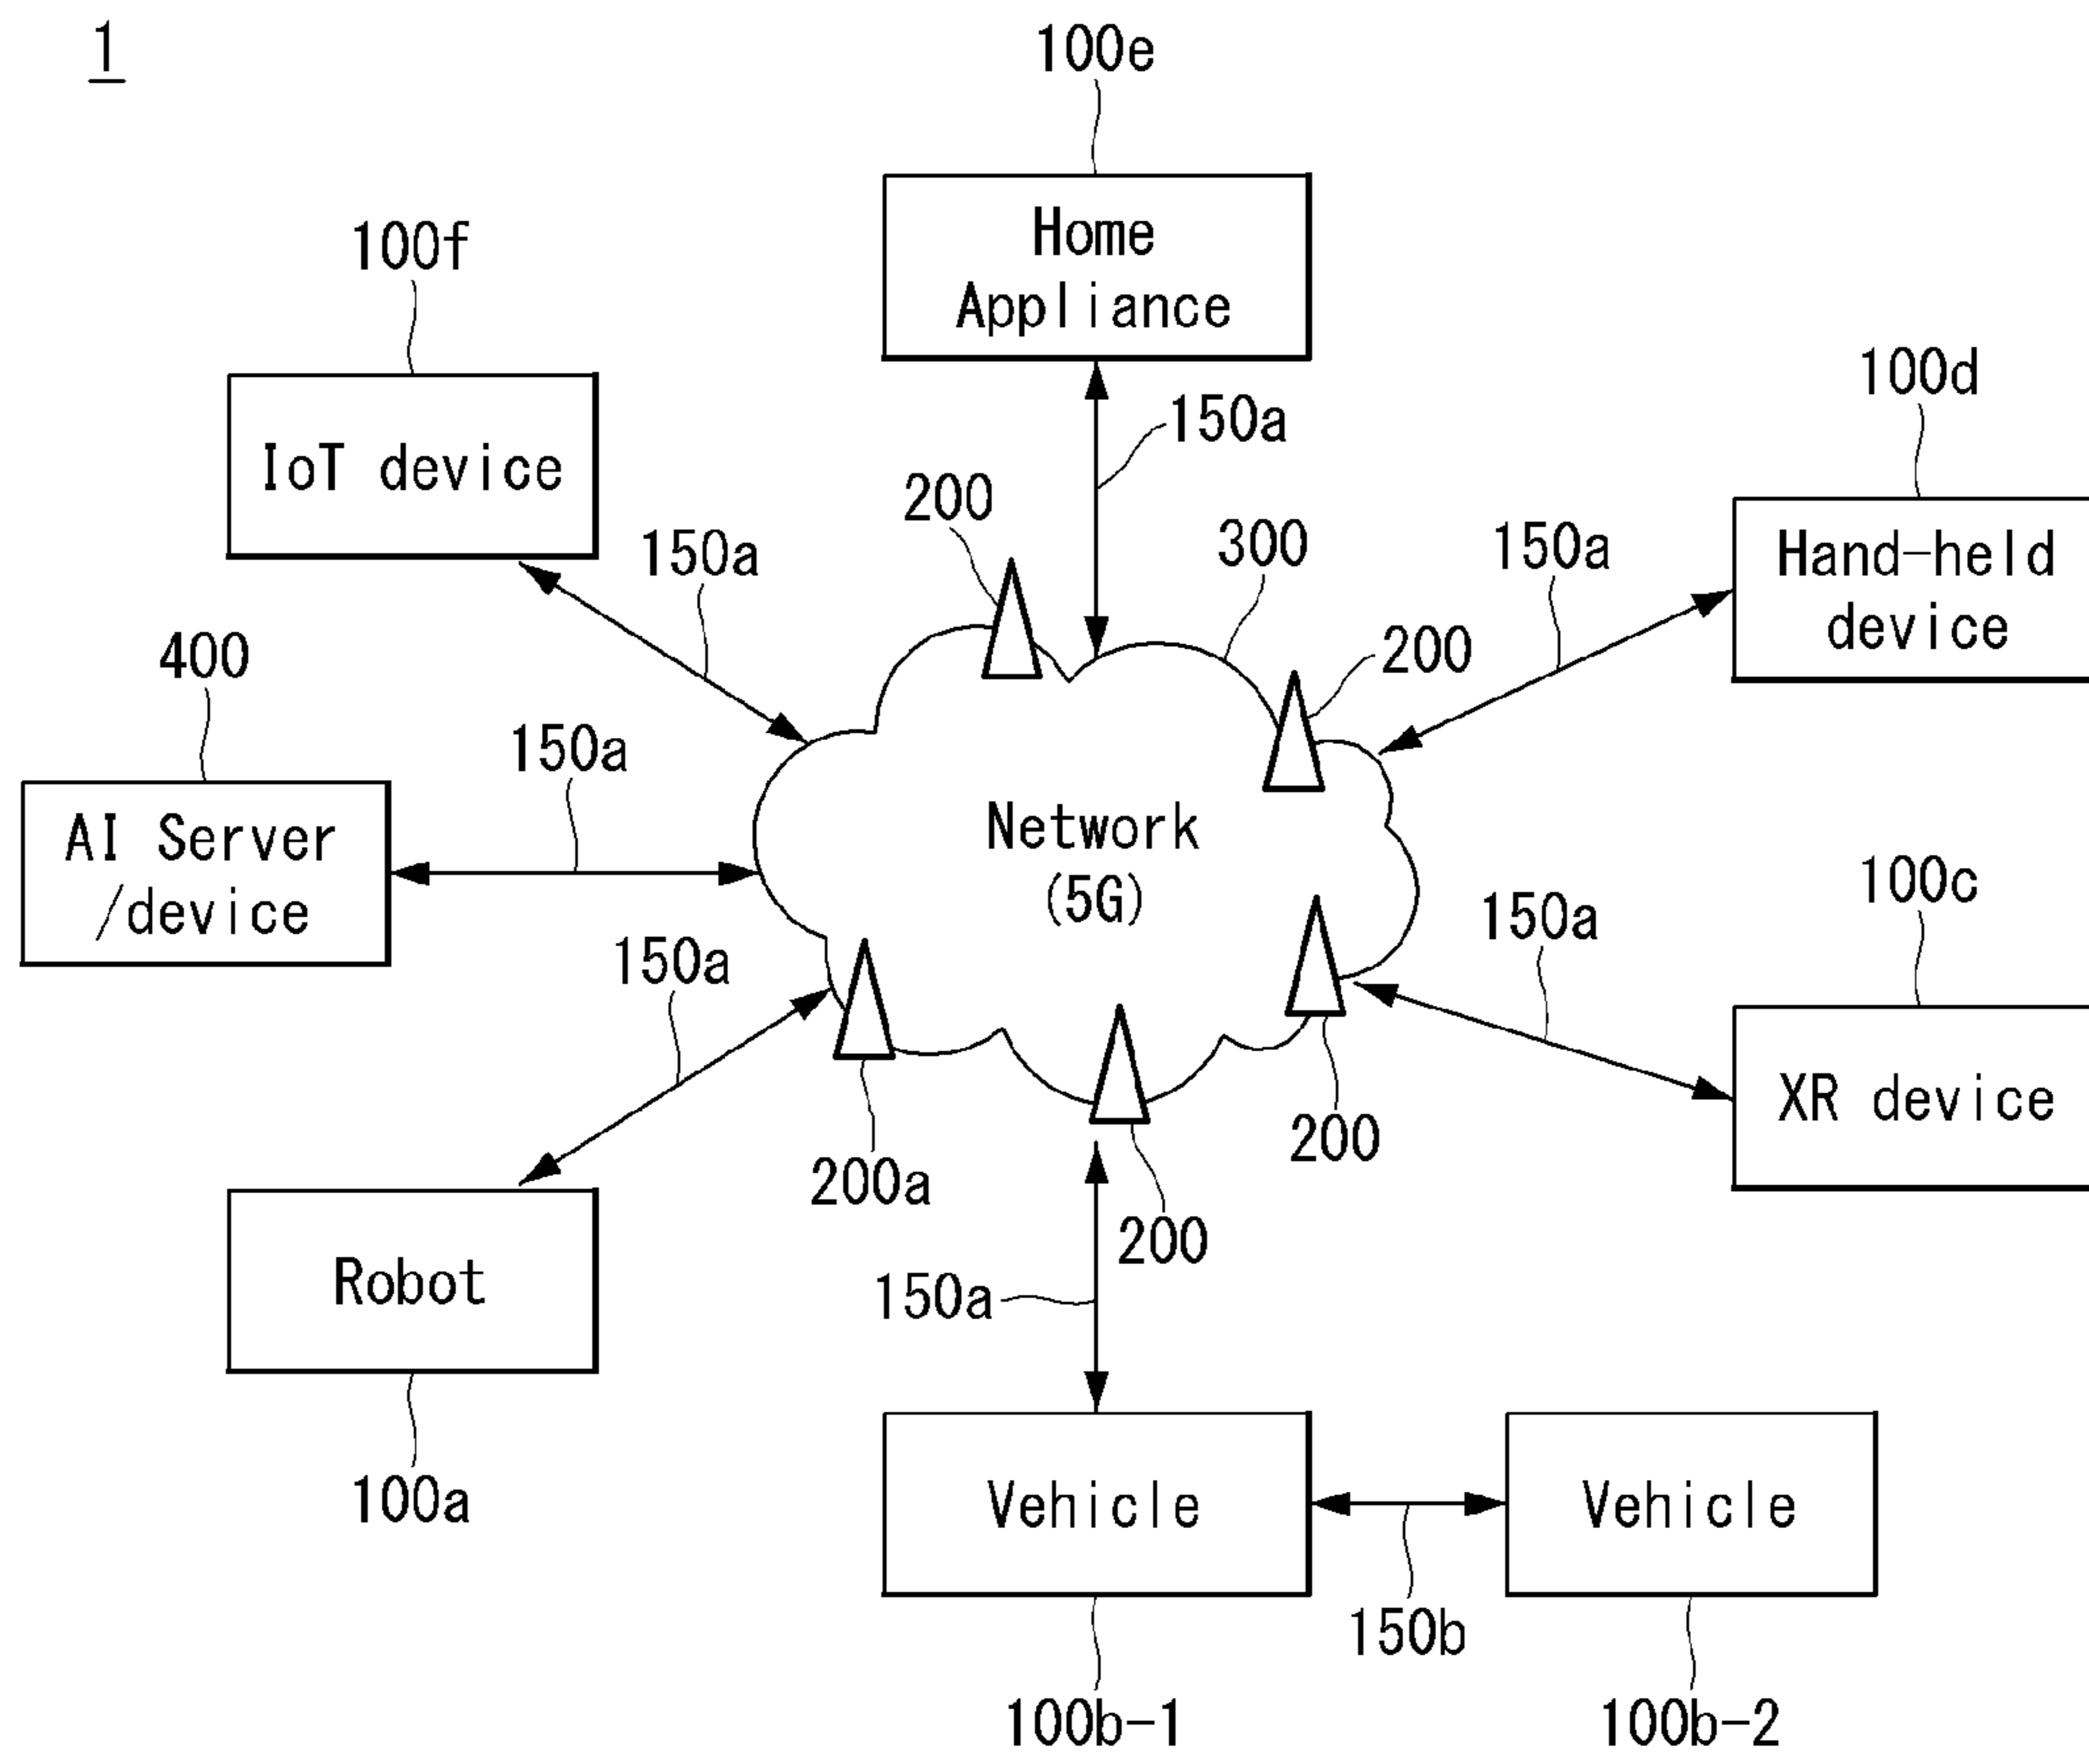 1
100e
Home
Appliance
100f
IoT device
150a
100d
Hand-held
device
200
300
150a
150a
200
400
AI Server
/device
150a
Network
(5G)
100c
XR device
150a
150a
200a
200
200
Robot
100a
150a
Vehicle
Vehicle
150b
100b-1
100b-2